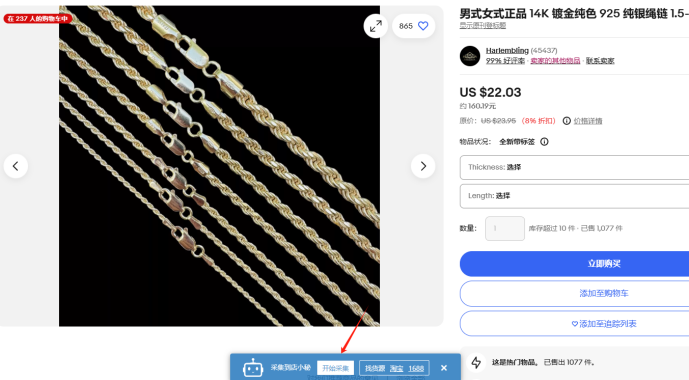 在 237 人的购物车中
865
男式女式正品 14K 镀金纯色 925 纯银绳链 1.5-
显示原刊登标题
Harlembling (45437)
99% 好评率 · 卖家的其他物品 · 联系卖家
US $22.03
约 160.19元
原价: US $23.95 (8% 折扣) 价格详情
物品状况: 全新带标签
Thickness: 选择
Length: 选择
数量: 1 库存超过 10 件 · 已售 1,077 件
立即购买
添加至购物车
添加至追踪列表
这是热门物品。 已售出 1077 件。
采集到店小秘 开始采集 找货源 淘宝 1688